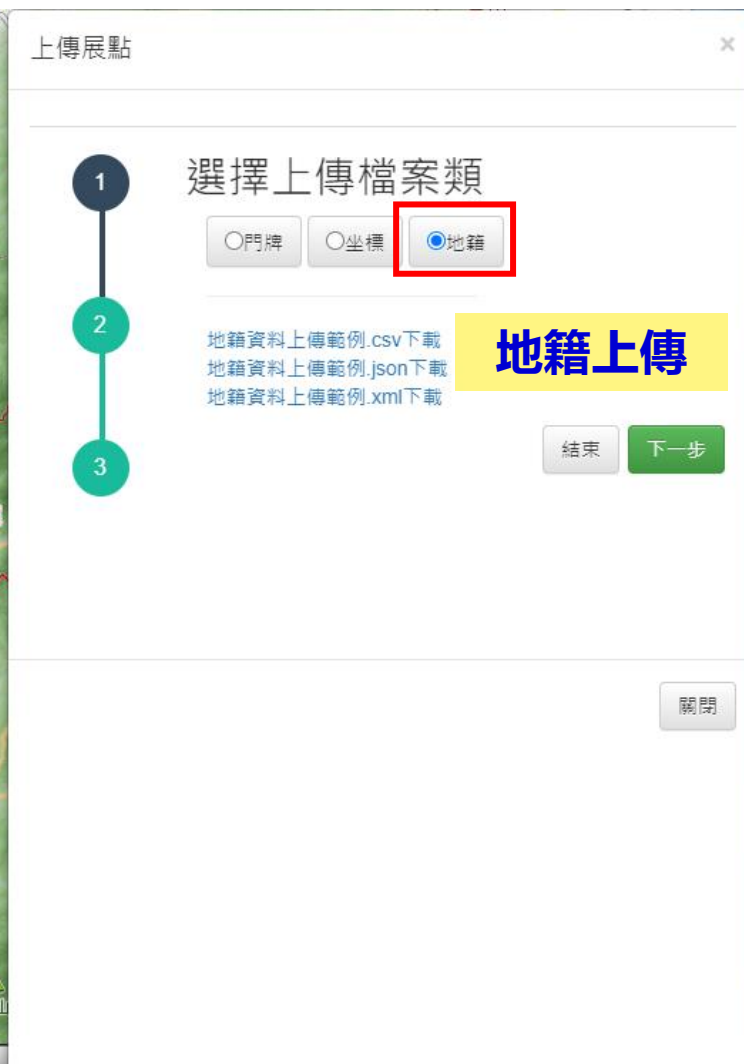 上傳展點
×
1
選擇上傳檔案類
門牌
坐標
地籍
2
地籍資料上傳範例.csv下載
地籍資料上傳範例.json下載
地籍資料上傳範例.xml下載
地籍上傳
結束
下一步
3
關閉